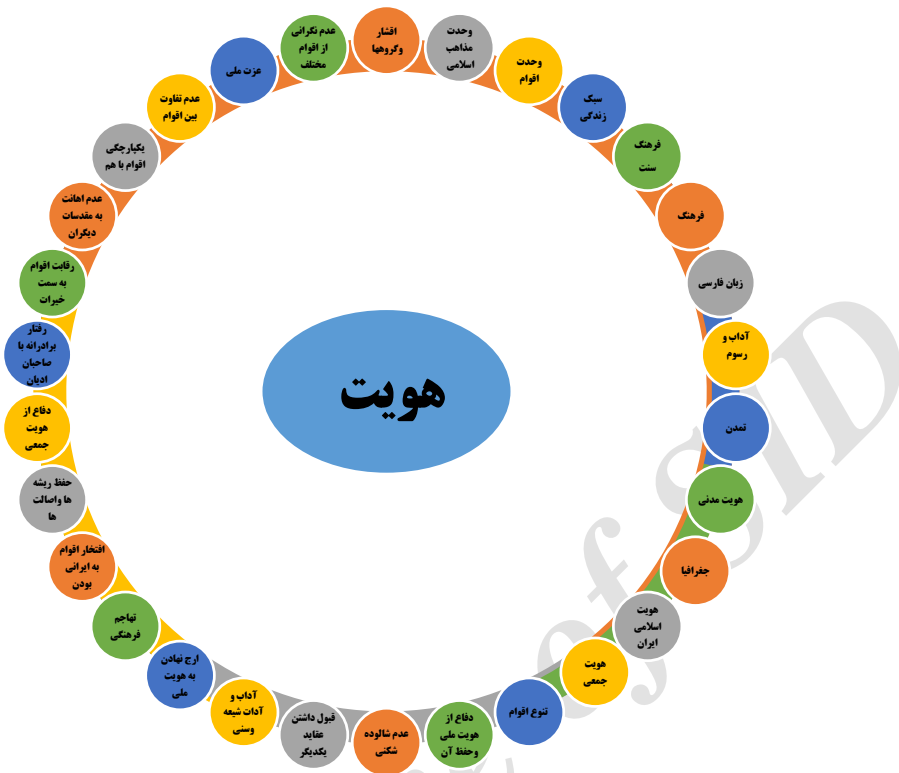 اقشار
وگروهها
وحدت
مذاهب
اسلامی
وحدت
اقوام
سبک
زندگی
فرهنگ
سنت
فرهنگ
زبان فارسی
آداب و
رسوم
تمدن
هویت مدنی
جغرافیا
هویت
اسلامی
ایران
هویت
جمعی
تنوع اقوام
دفاع از
هویت ملی
وحفظ آن
عدم شالوده
شکنی
قبول داشتن
عقاید
یکدیگر
آداب و
آدات شیعه
وسنی
ارج نهادن
به هویت
ملی
تهاجم
فرهنگی
افتخار اقوام
به ایرانی
بودن
حفظ ریشه
ها واصالت
ها
دفاع از
هویت
جمعی
رفتار
برادرانه با
صاحبان
ادیان
رقابت اقوام
به سمت
خیرات
عدم اهانت
به مقدسات
دیگران
یکپارچگی
اقوام با هم
عدم تفاوت
بین اقوام
عزت ملی
عدم نگرانی
از اقوام
مختلف
هویت
of SID